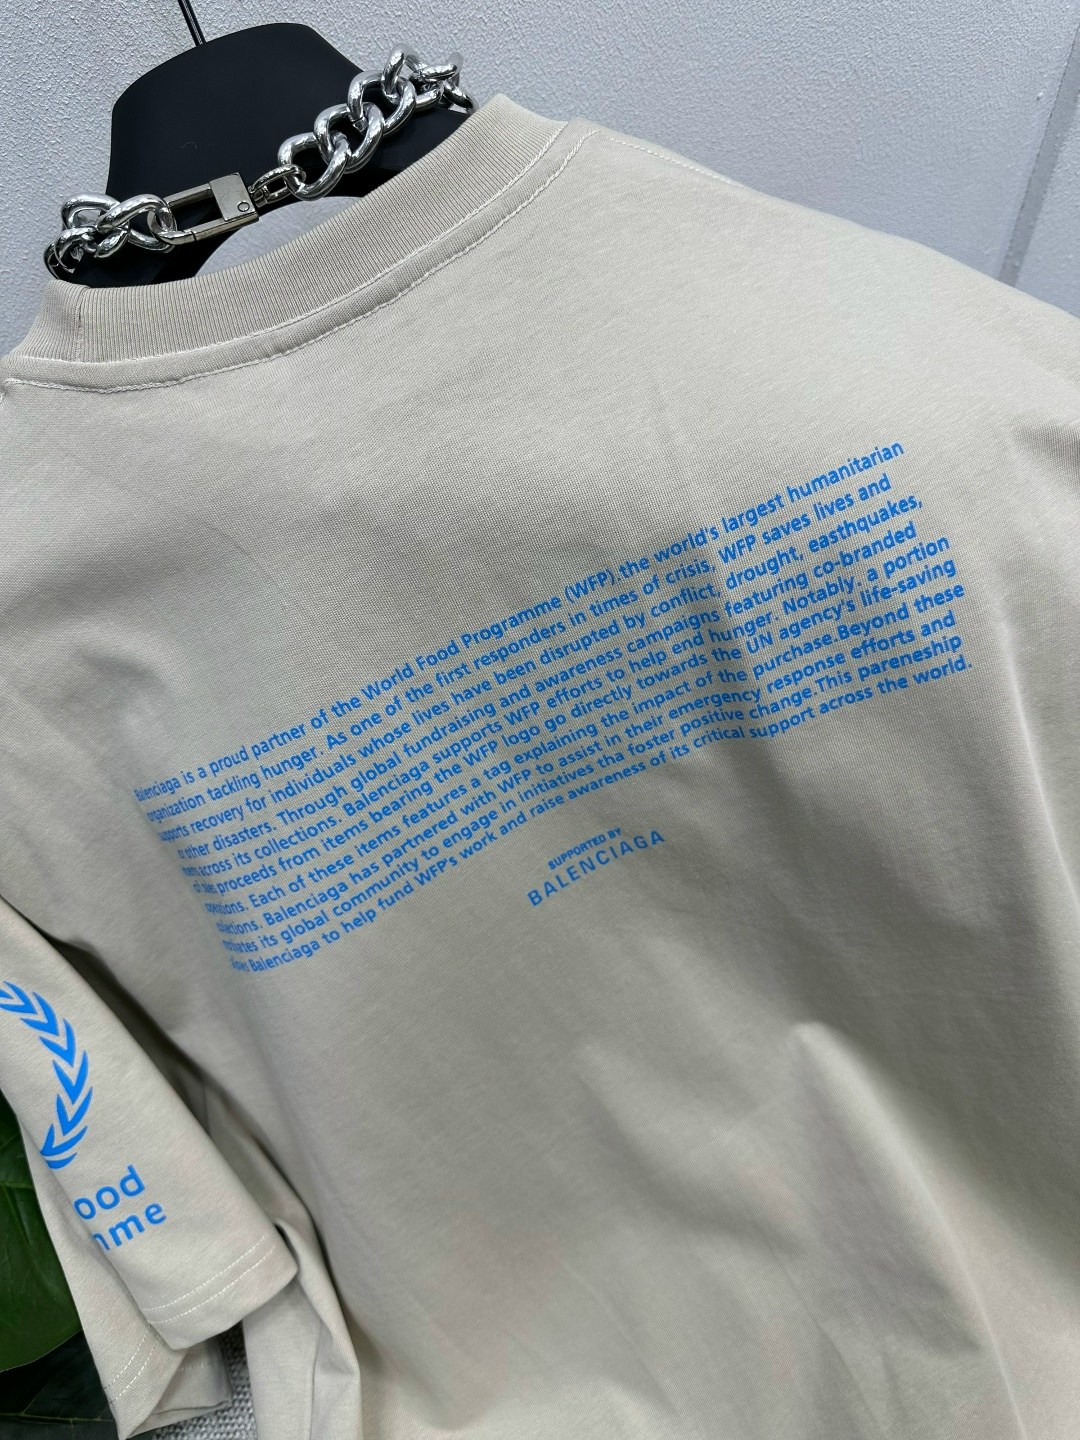 Balenciaga is a proud partner of the World Food Programme (WFP).the world's largest humanitarian
organization tackling hunger. As one of the first responders in times of crisis, WFP saves lives and
supports recovery for individuals whose lives have been disrupted by conflict, drought, earthquakes,
or other disasters. Through global fundraising and awareness campaigns featuring co-branded
items across its collections. Balenciaga supports WFP efforts to help end hunger. Notably. a portion
of sales proceeds from items bearing the WFP logo go directly towards the UN agency's life-saving
operations. Each of these items features a tag explaining the impact of the purchase.Beyond these
collections. Balenciaga has partnered with WFP to assist in their emergency response efforts and
its global community to engage in initiatives tha foster positive change.This pareneship
allows Balenciaga to help fund WFP's work and raise awareness of its critical support across the world.
SUPPORTED BY
BALENCIAGA
ood
mme